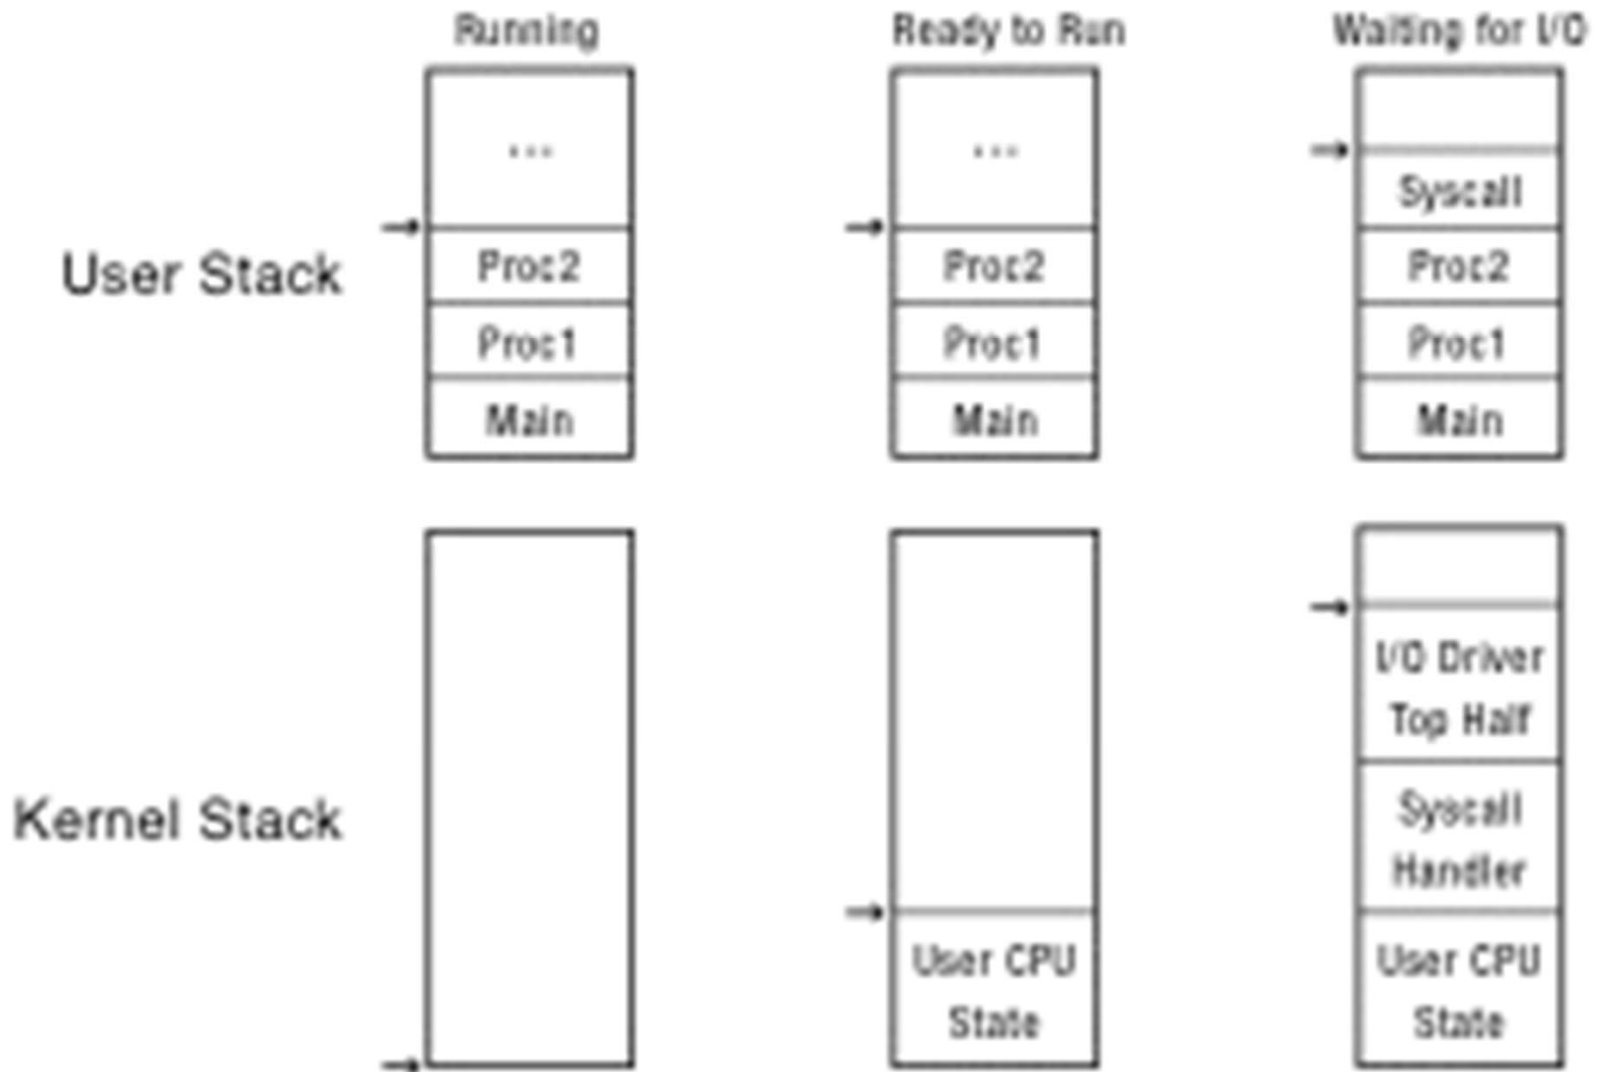 Running
Ready to Run
Waiting for I/O
...
...
Syscall
User Stack
Proc2
Proc2
Proc2
Proc1
Proc1
Proc1
Main
Main
Main
I/O Driver
Top Half
Kernel Stack
Syscall
Handler
User CPU
State
User CPU
State